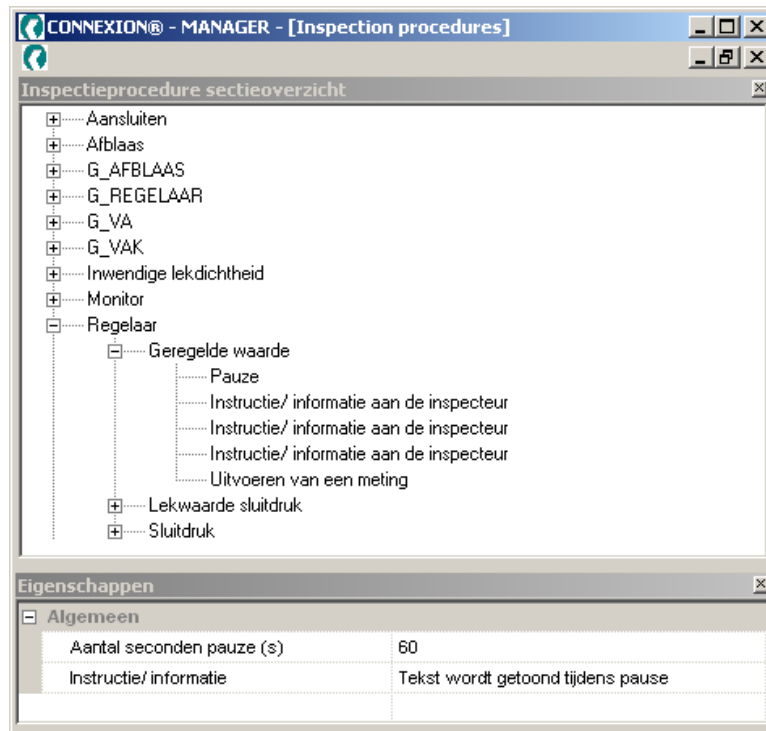 CONNEXION® - MANAGER - [Inspection procedures]
Inspectieprocedure sectieoverzicht
Aansluiten
Afblaas
G_AFBLAAS
G_REGELAAR
G_VA
G_VAK
Inwendige lekdichtheid
Monitor
Regelaar
Geregelde waarde
Pauze
Instructie/ informatie aan de inspecteur
Instructie/ informatie aan de inspecteur
Instructie/ informatie aan de inspecteur
Uitvoeren van een meting
Lekwaarde sluitdruk
Sluitdruk
Eigenschappen
Algemeen
Aantal seconden pauze (s) 60
Instructie/ informatie Tekst wordt getoond tijdens pause